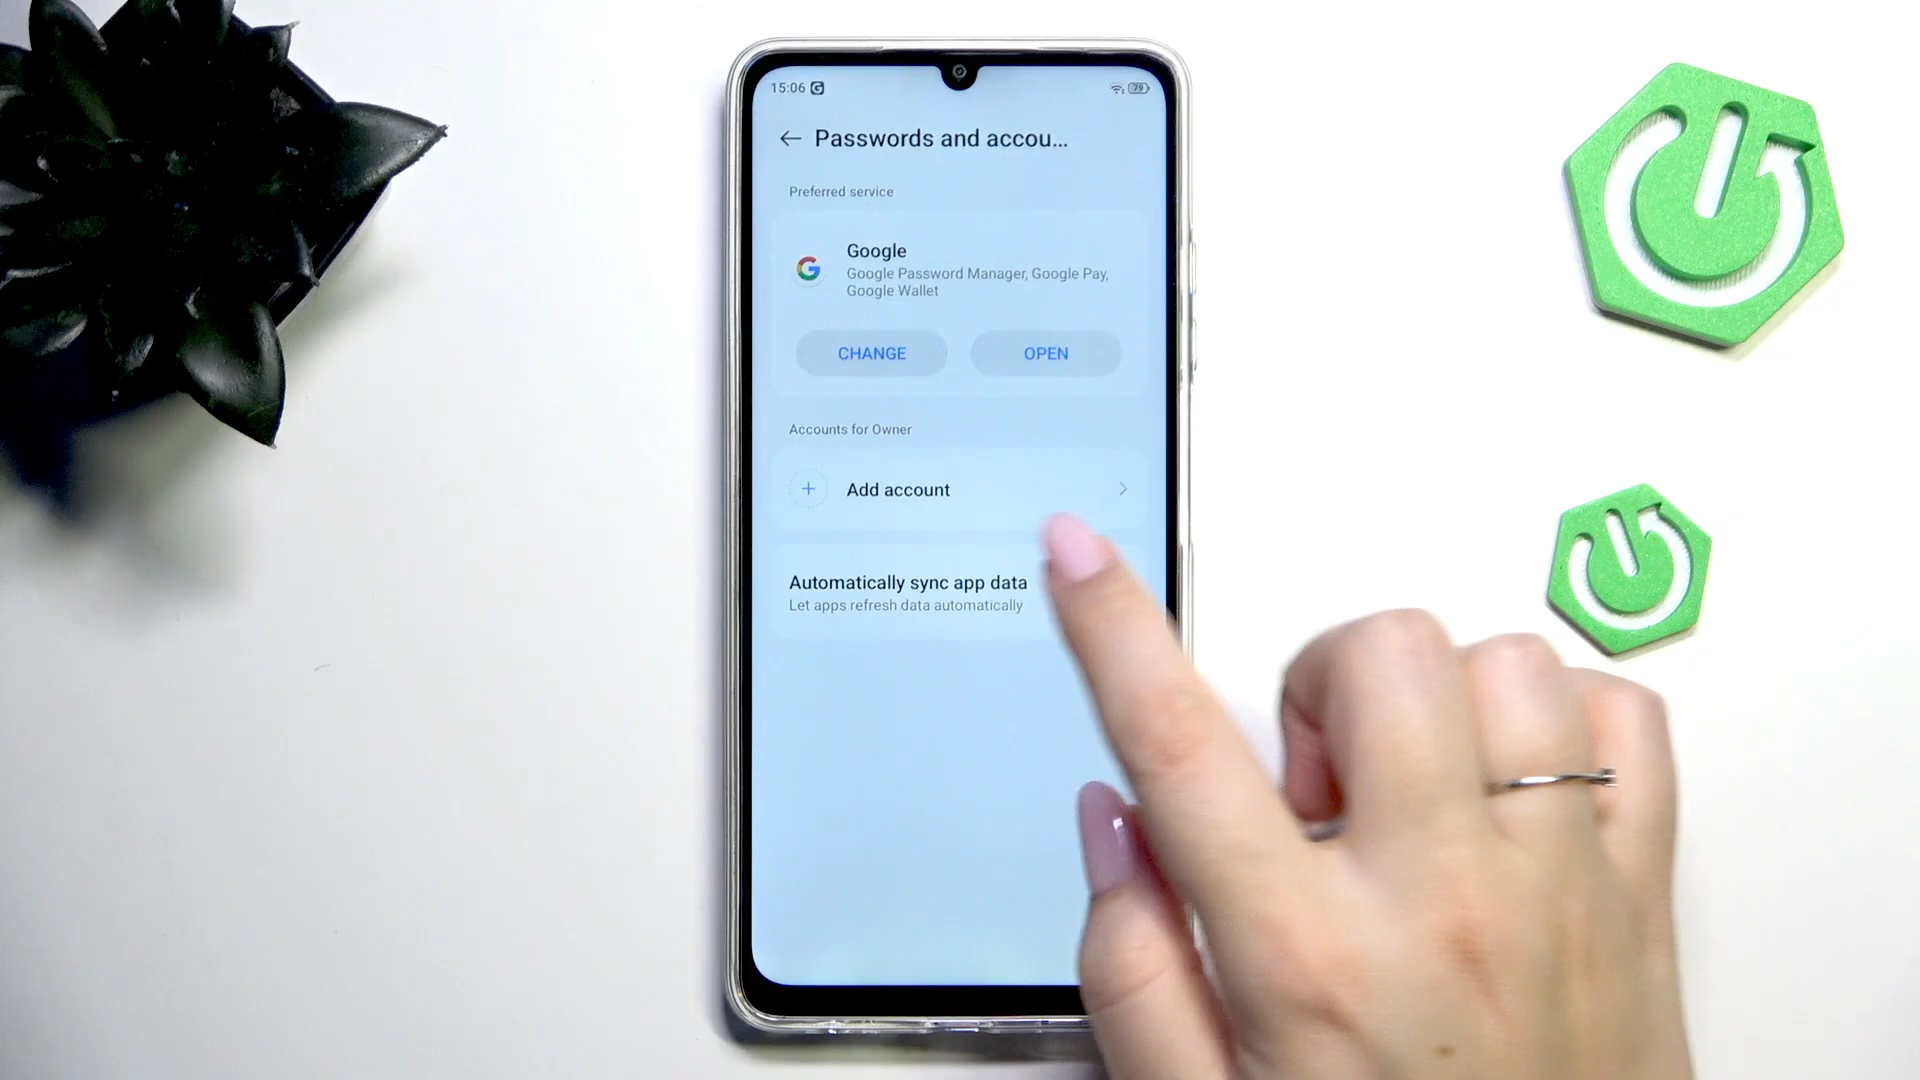 15:06
79
Passwords and accou...
Preferred service
Google
Google Password Manager, Google Pay,
Google Wallet
CHANGE
OPEN
Accounts for Owner
Add account
Automatically sync app data
Let apps refresh data automatically